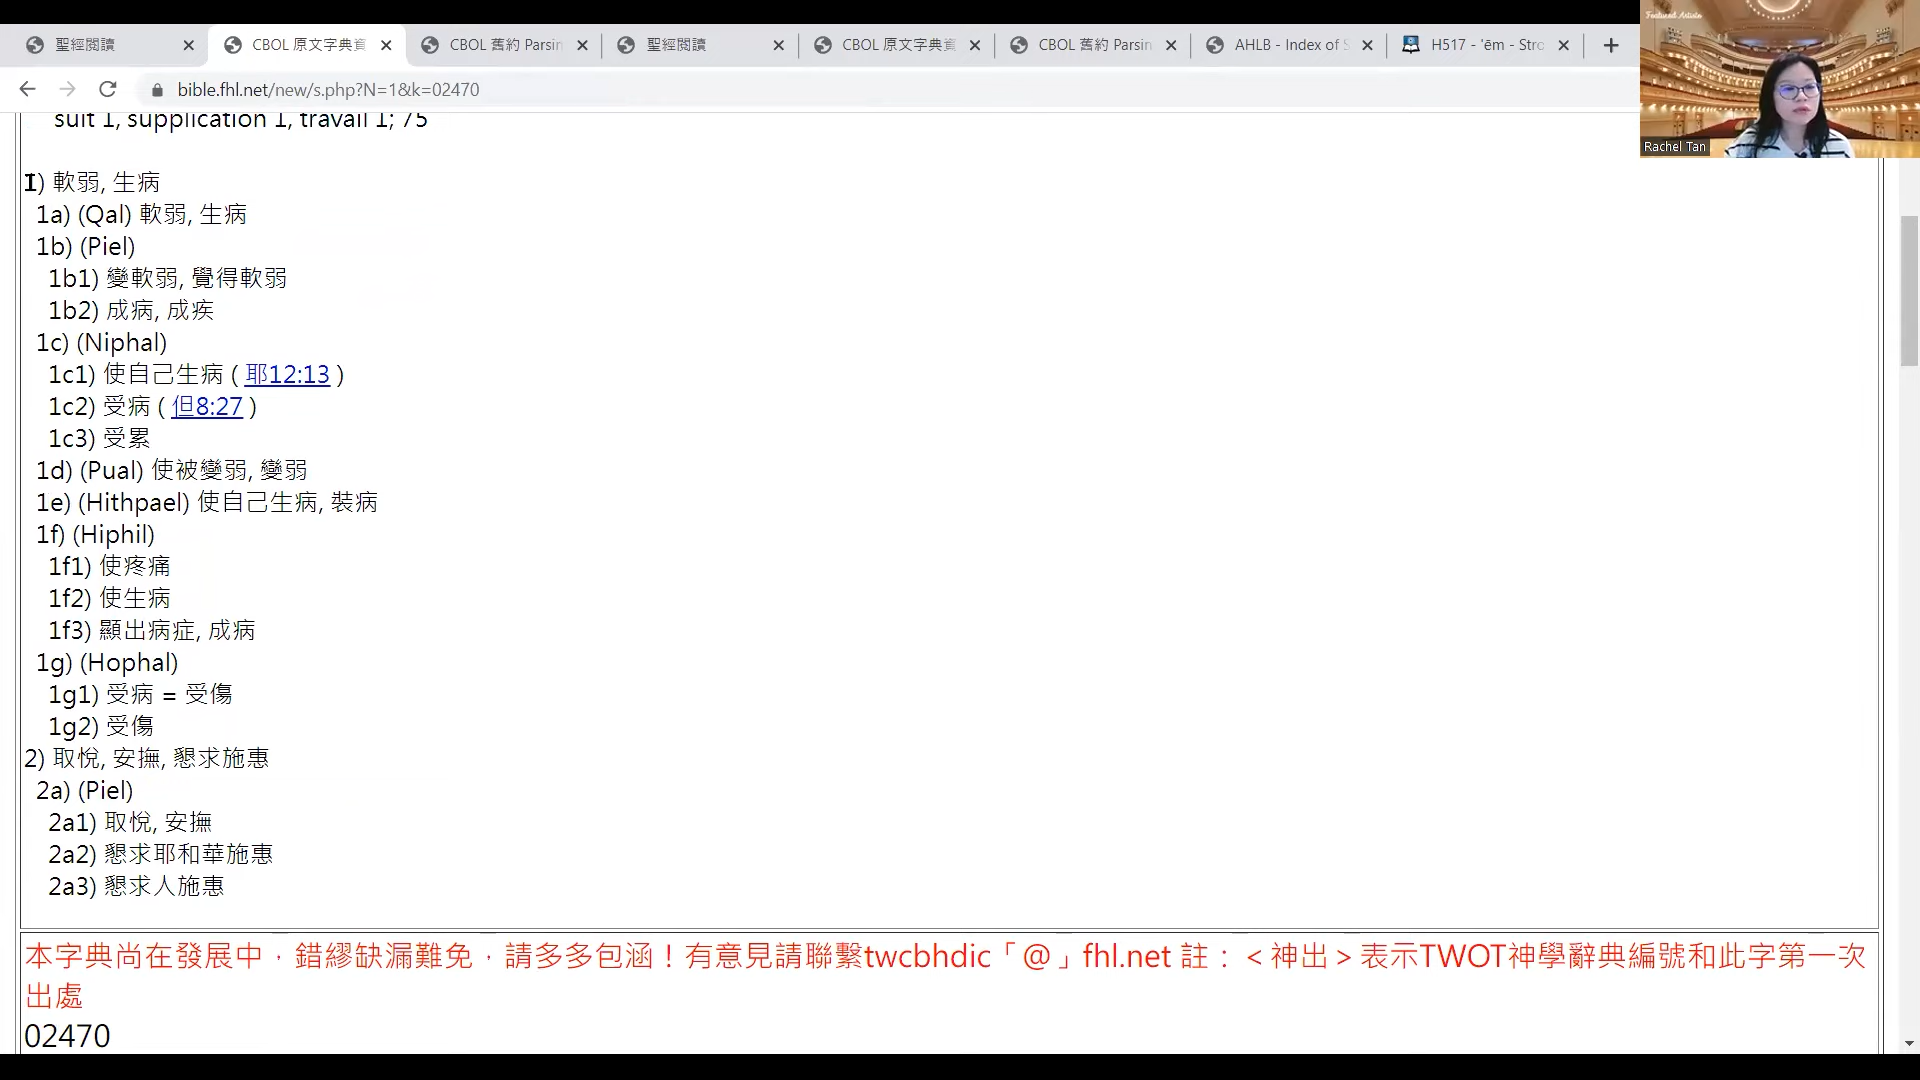 聖經閱讀
CBOL 原文字典資
CBOL 舊約 Parsin
聖經閱讀
CBOL 原文字典資
CBOL 舊約 Parsin
AHLB - Index of S
H517 - 'ēm - Stro
bible.fhl.net/new/s.php?N=1&k=02470
Featured Artists
Rachel Tan
suit 1, supplication 1, travail 1; 75
1) 軟弱, 生病
1a) (Qal) 軟弱, 生病
1b) (Piel)
1b1) 變軟弱, 覺得軟弱
1b2) 成病, 成疾
1c) (Niphal)
1c1) 使自己生病 ( 耶12:13 )
1c2) 受病 ( 但8:27 )
1c3) 受累
1d) (Pual) 使被變弱, 變弱
1e) (Hithpael) 使自己生病, 裝病
1f) (Hiphil)
1f1) 使疼痛
1f2) 使生病
1f3) 顯出病症, 成病
1g) (Hophal)
1g1) 受病 = 受傷
1g2) 受傷
2) 取悅, 安撫, 懇求施惠
2a) (Piel)
2a1) 取悅, 安撫
2a2) 懇求耶和華施惠
2a3) 懇求人施惠
本字典尚在發展中，錯繆缺漏難免，請多多包涵！有意見請聯繫twcbhdic「@」fhl.net 註：＜神出＞表示TWOT神學辭典編號和此字第一次
出處
02470